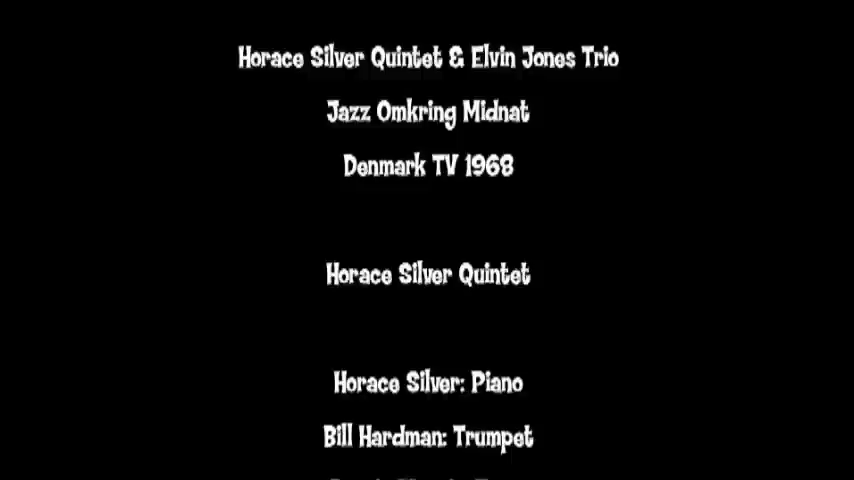 Horace Silver Quintet & Elvin Jones Trio
Jazz Omkring Midnat
Denmark TV 1968
Horace Silver Quintet
Horace Silver: Piano
Bill Hardman: Trumpet